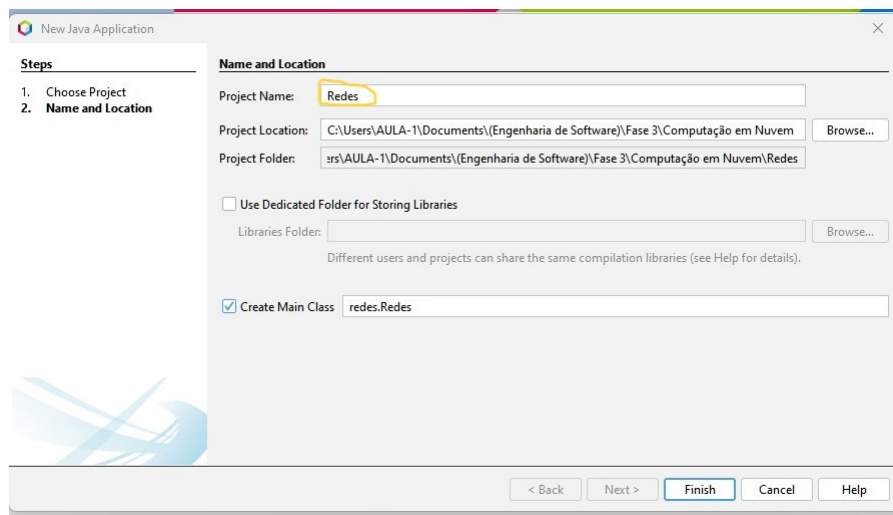 New Java Application
Steps
1. Choose Project
2. Name and Location
Name and Location
Project Name: Redes
Project Location: C:\Users\AULA-1\Documents\(Engenharia de Software)\Fase 3\Computação em Nuvem Browse...
Project Folder: ers\AULA-1\Documents\(Engenharia de Software)\Fase 3\Computação em Nuvem\Redes
Use Dedicated Folder for Storing Libraries
Libraries Folder: Browse...
Different users and projects can share the same compilation libraries (see Help for details).
Create Main Class redes.Redes
< Back Next > Finish Cancel Help